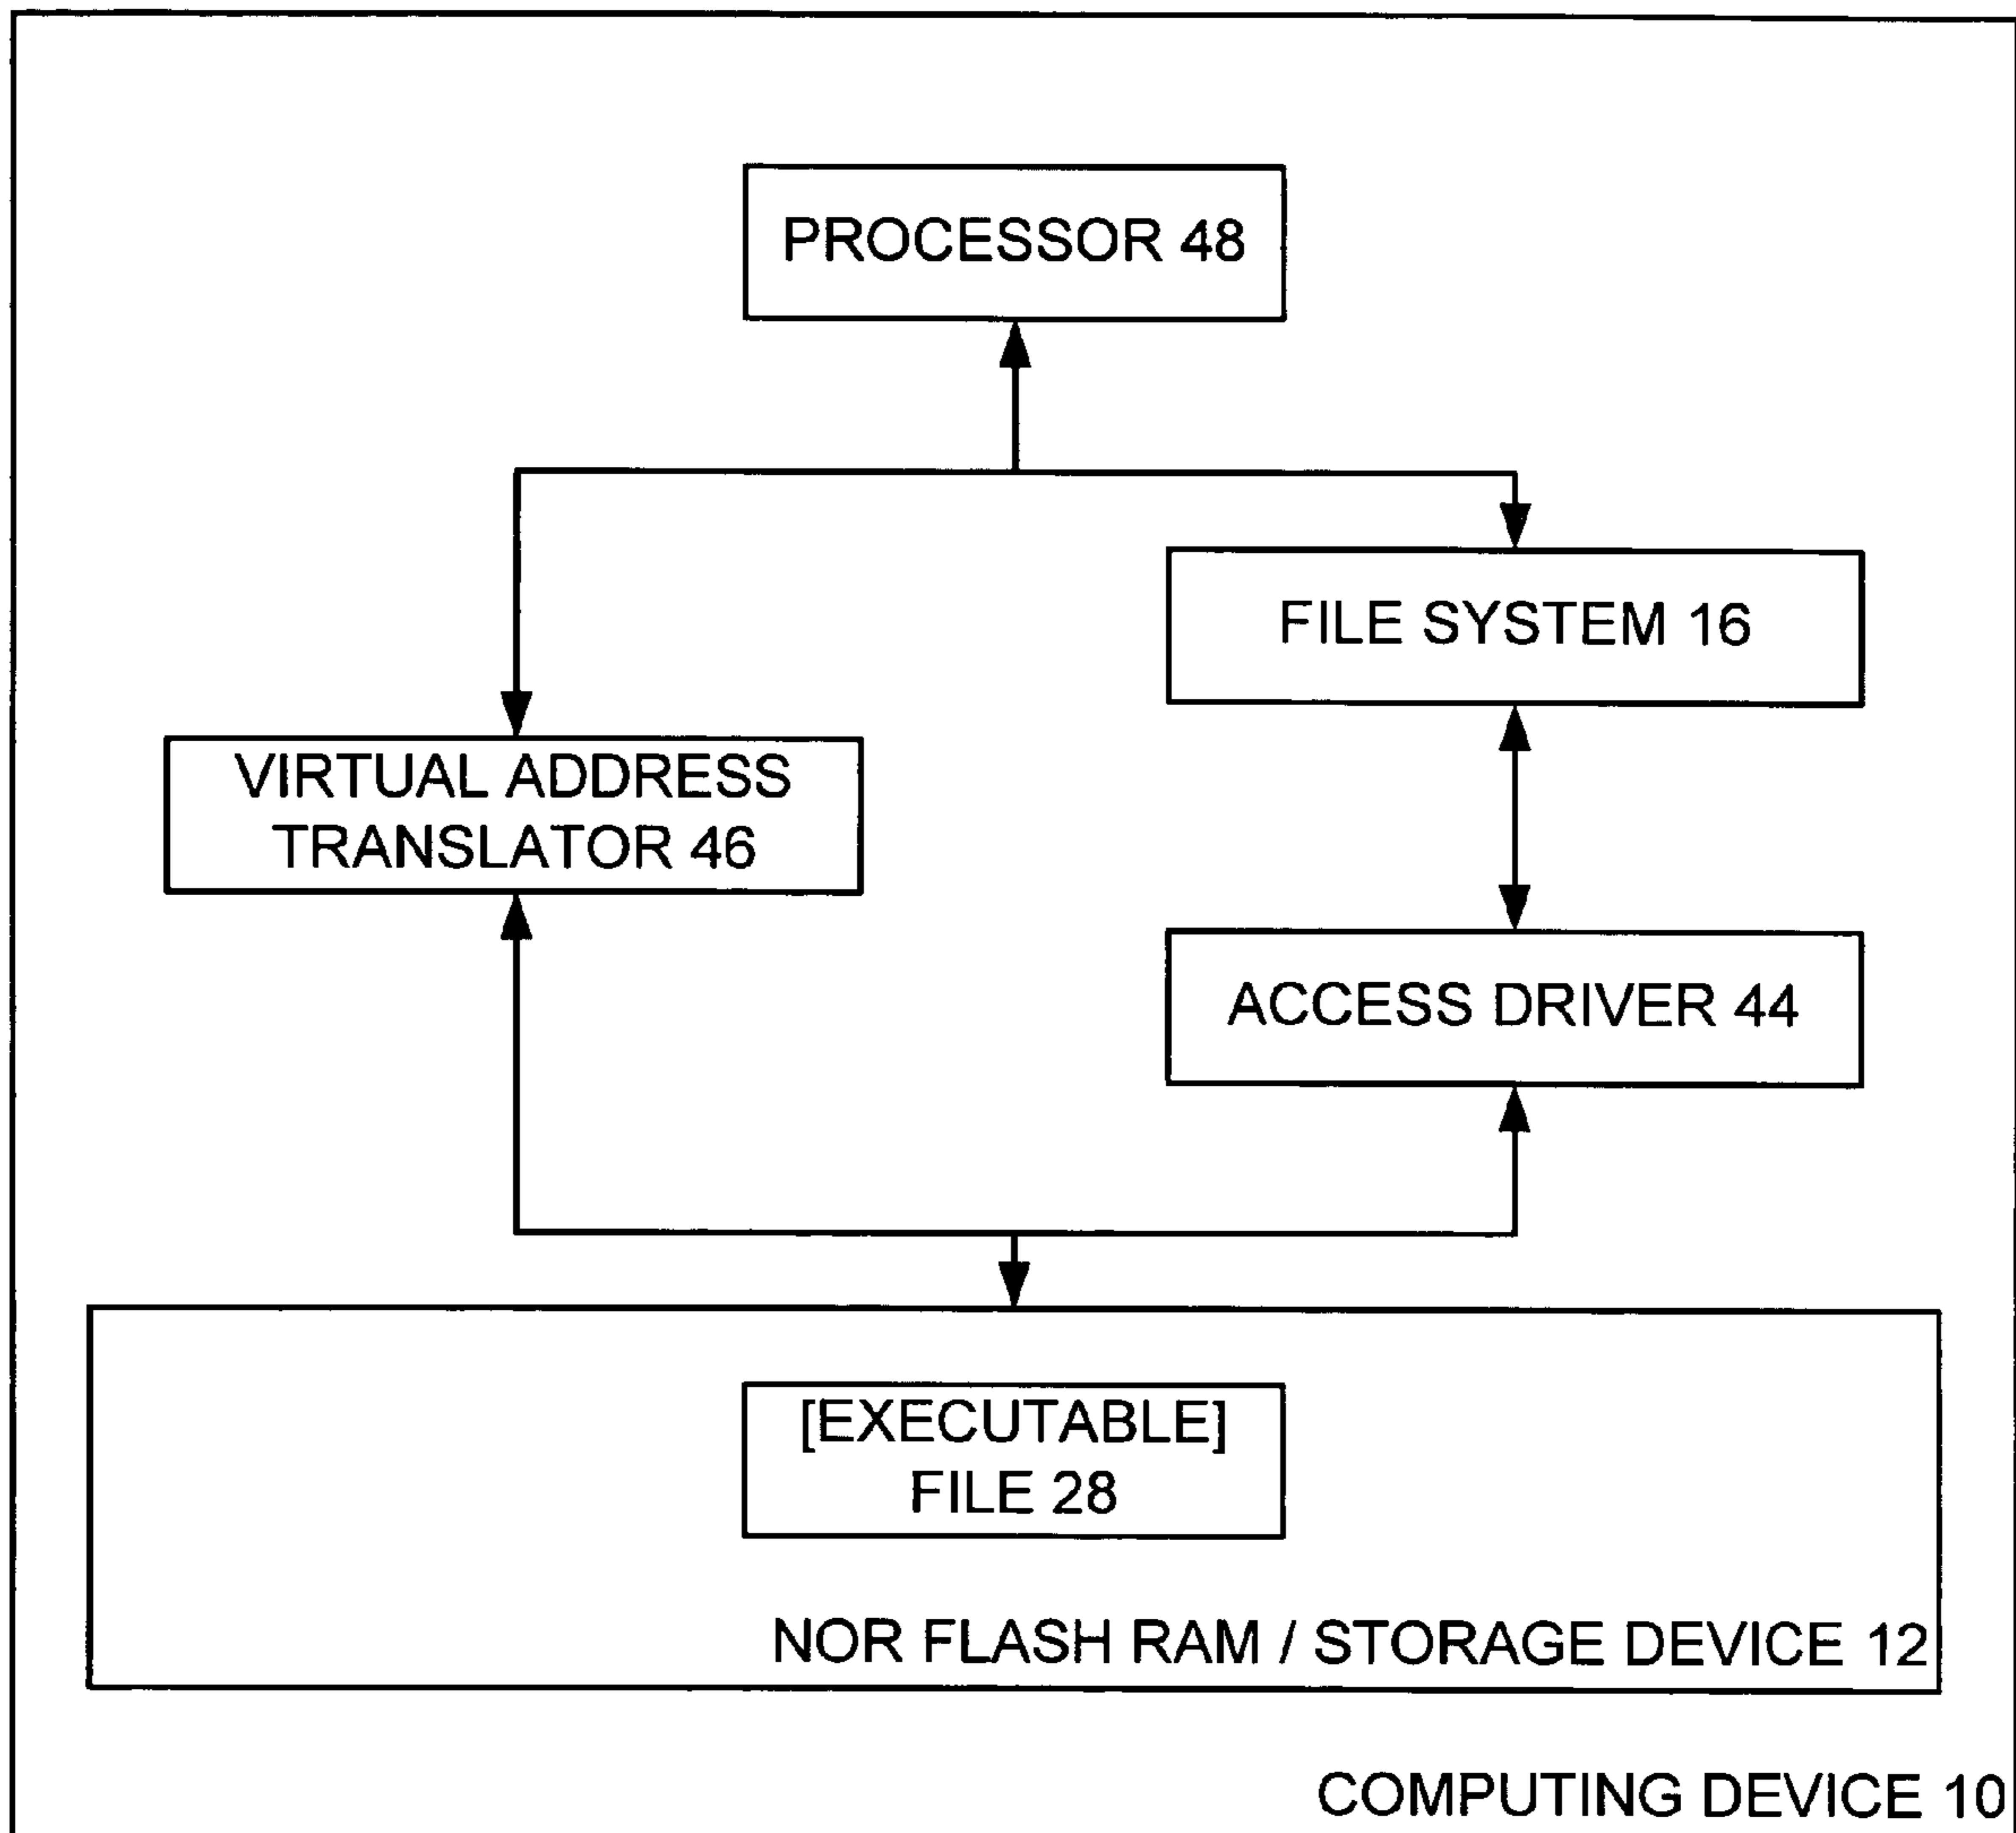 PROCESSOR 48
FILE SYSTEM 16
VIRTUAL ADDRESS
TRANSLATOR 46
ACCESS DRIVER 44
[EXECUTABLE]
FILE 28
NOR FLASH RAM / STORAGE DEVICE 12
COMPUTING DEVICE 10